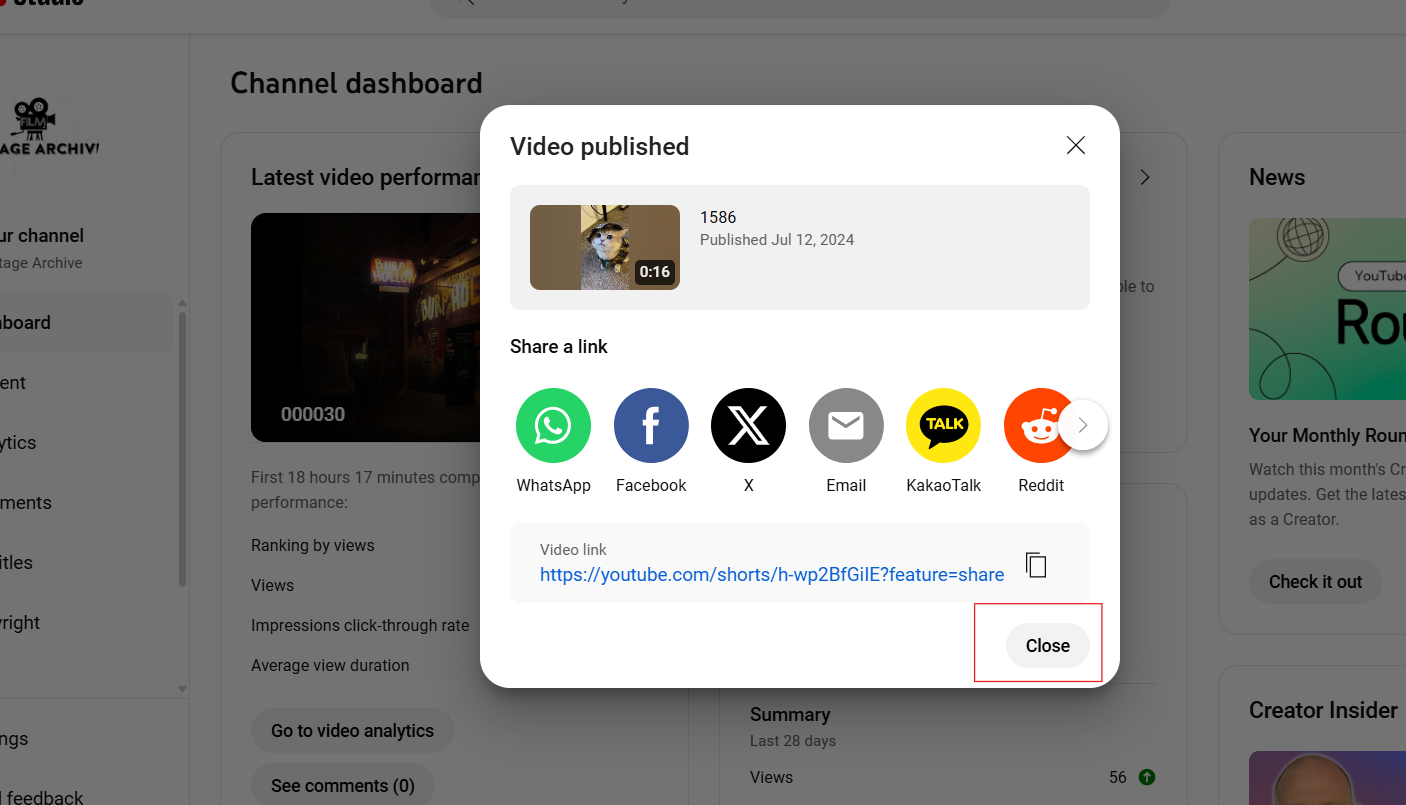 Studio
Channel dashboard
FILM
AGE ARCHIV
ur channel
tage Archive
board
ent
ytics
ments
itles
right
ngs
feedback
Latest video performan
000030
First 18 hours 17 minutes comp
performance:
Ranking by views
Views
Impressions click-through rate
Average view duration
Go to video analytics
See comments (0)
Video published
0:16
1586
Published Jul 12, 2024
Share a link
WhatsApp
Facebook
X
Email
TALK
KakaoTalk
Reddit
Video link
https://youtube.com/shorts/h-wp2BfGiIE?feature=share
Close
ble to
Summary
Last 28 days
Views
56
News
YouTube
Rou
Your Monthly Roun
Watch this month's Cr
updates. Get the lates
as a Creator.
Check it out
Creator Insider